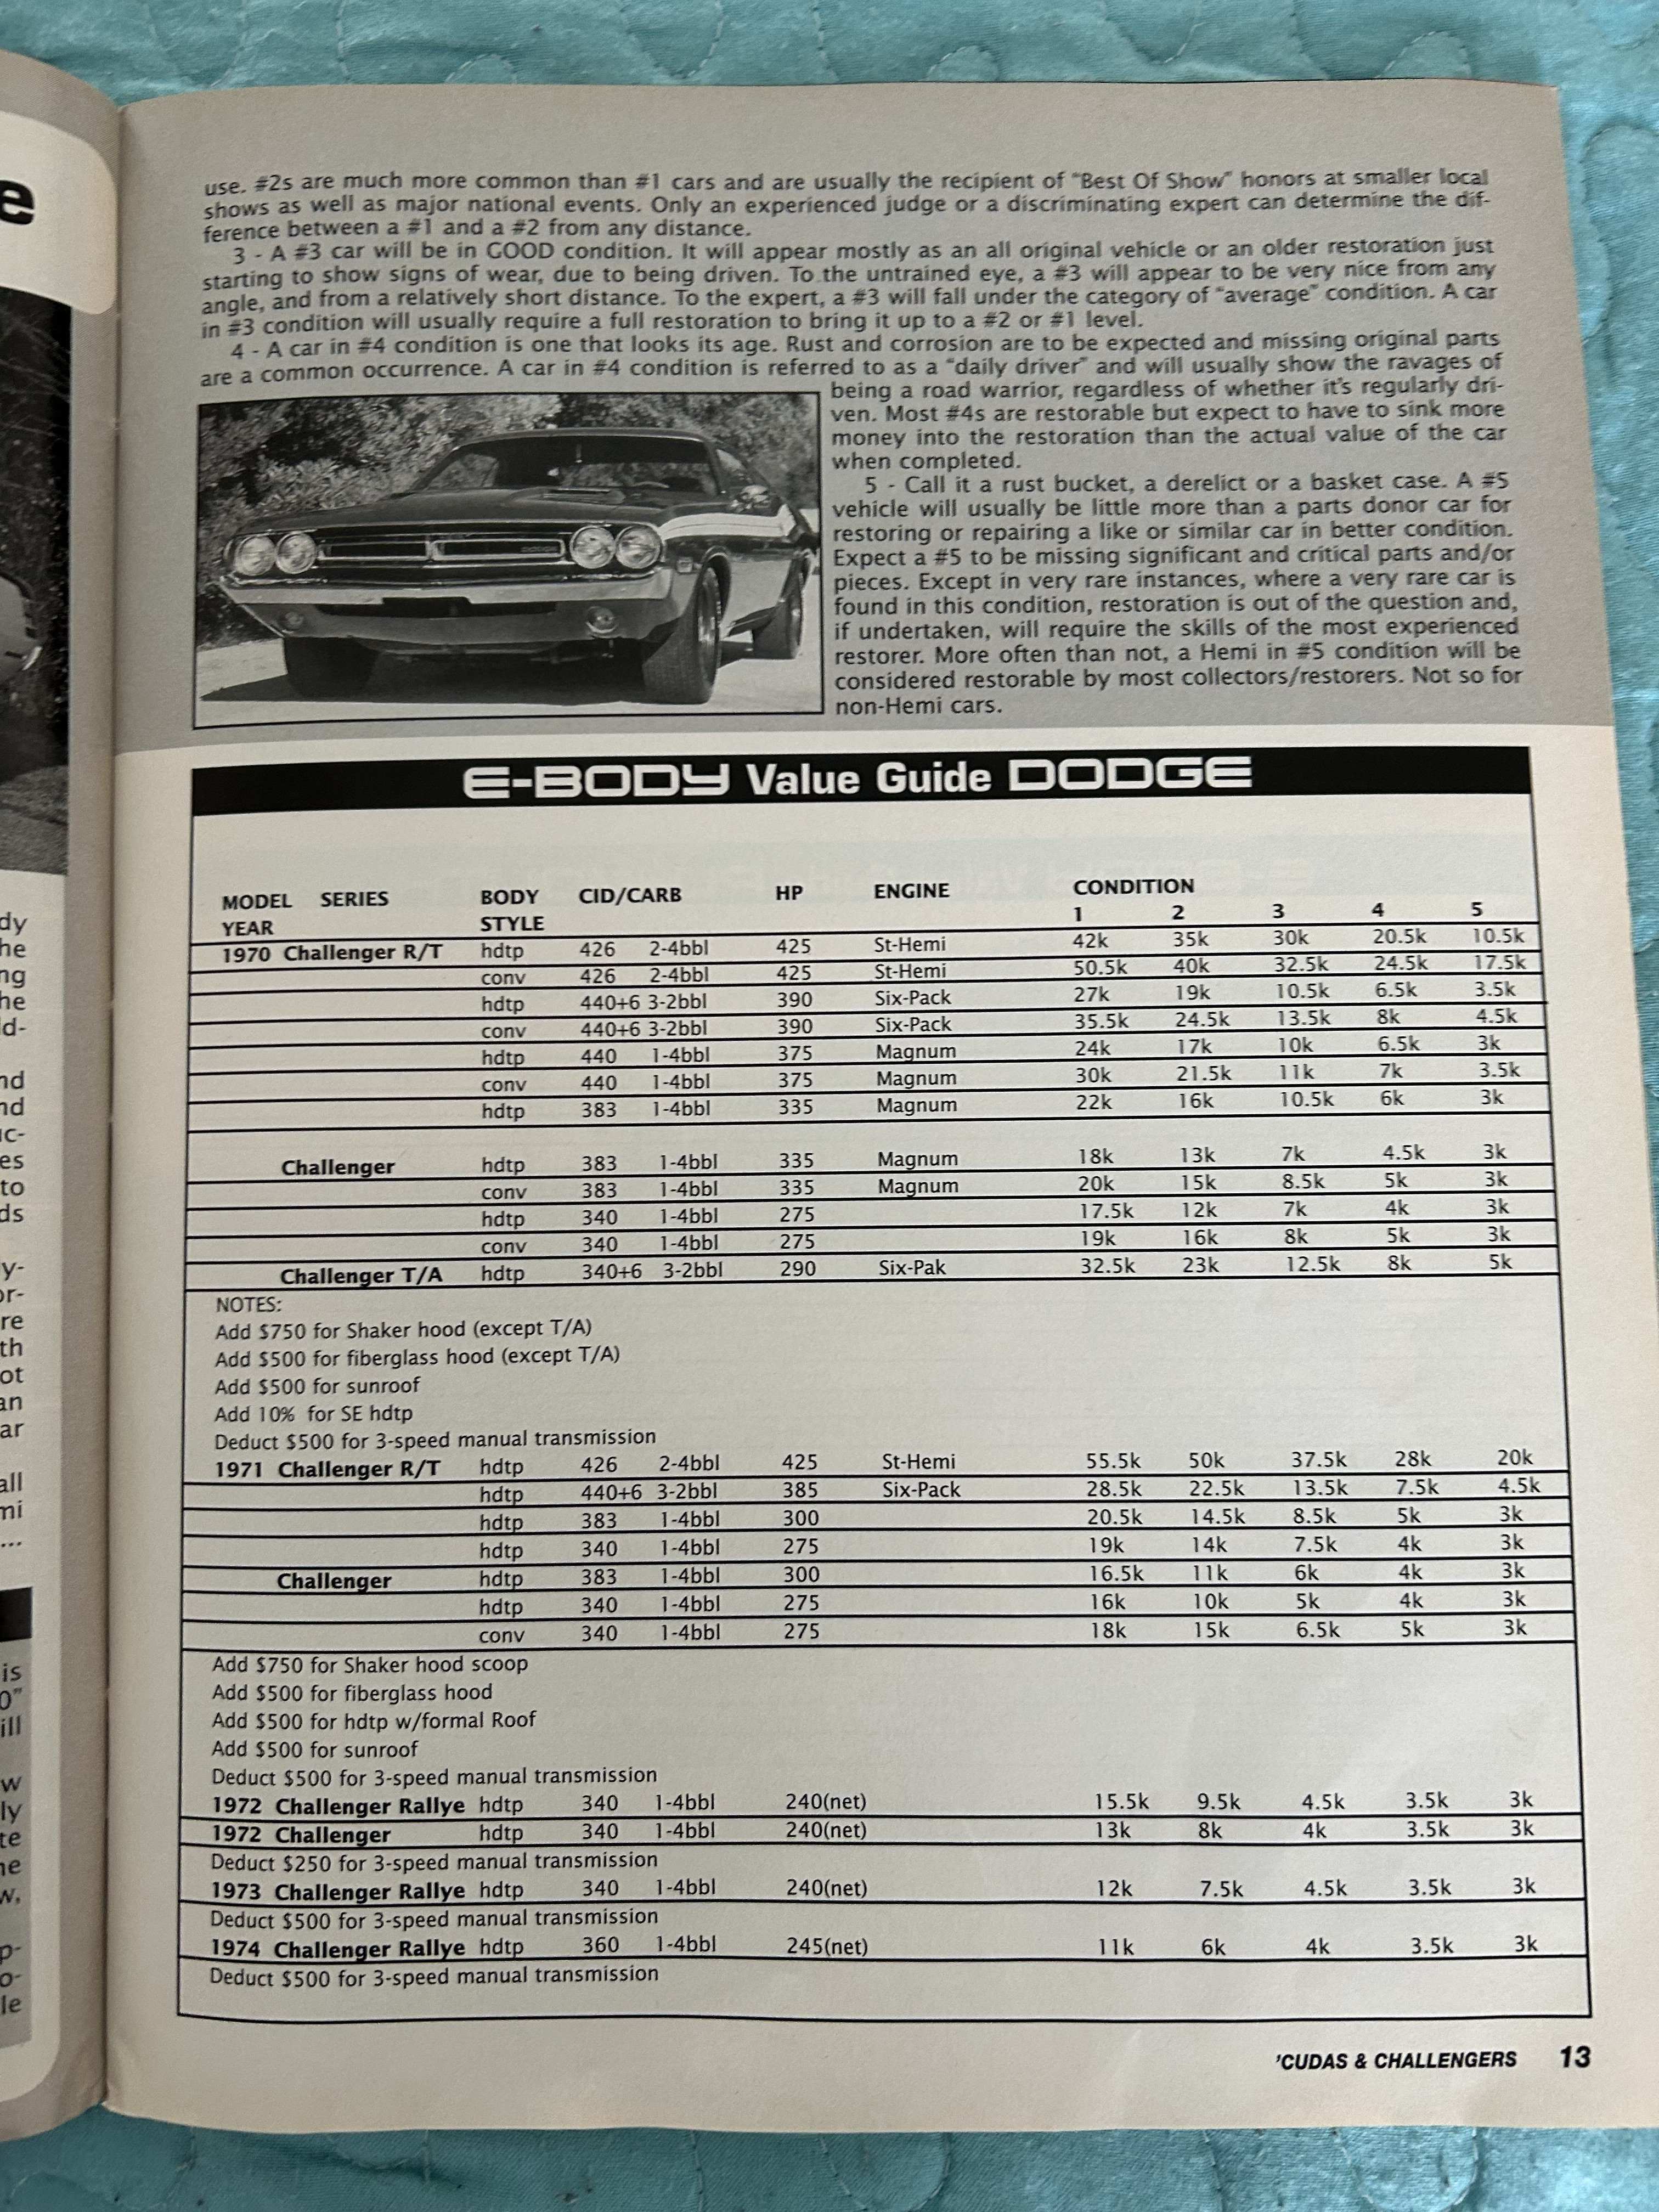 use. #2s are much more common than #1 cars and are usually the recipient of "Best Of Show" honors at smaller local
shows as well as major national events. Only an experienced judge or a discriminating expert can determine the dif-
ference between a #1 and a #2 from any distance.
3 - A #3 car will be in GOOD condition. It will appear mostly as an all original vehicle or an older restoration just
starting to show signs of wear, due to being driven. To the untrained eye, a #3 will appear to be very nice from any
angle, and from a relatively short distance. To the expert, a #3 will fall under the category of "average" condition. A car
in #3 condition will usually require a full restoration to bring it up to a #2 or #1 level.
4 - A car in #4 condition is one that looks its age. Rust and corrosion are to be expected and missing original parts
are a common occurrence. A car in #4 condition is referred to as a "daily driver" and will usually show the ravages of
being a road warrior, regardless of whether it's regularly dri-
ven. Most #4s are restorable but expect to have to sink more
money into the restoration than the actual value of the car
when completed.
5 - Call it a rust bucket, a derelict or a basket case. A #5
vehicle will usually be little more than a parts donor car for
restoring or repairing a like or similar car in better condition.
Expect a #5 to be missing significant and critical parts and/or
pieces. Except in very rare instances, where a very rare car is
found in this condition, restoration is out of the question and,
if undertaken, will require the skills of the most experienced
restorer. More often than not, a Hemi in #5 condition will be
considered restorable by most collectors/restorers. Not so for
non-Hemi cars.
E-BODY Value Guide DODGE
MODEL SERIES BODY CID/CARB HP ENGINE CONDITION
YEAR STYLE 1 2 3 4 5
1970 Challenger R/T hdtp 426 2-4bbl 425 St-Hemi 42k 35k 30k 20.5k 10.5k
conv 426 2-4bbl 425 St-Hemi 50.5k 40k 32.5k 24.5k 17.5k
hdtp 440+6 3-2bbl 390 Six-Pack 27k 19k 10.5k 6.5k 3.5k
conv 440+6 3-2bbl 390 Six-Pack 35.5k 24.5k 13.5k 8k 4.5k
hdtp 440 1-4bbl 375 Magnum 24k 17k 10k 6.5k 3k
conv 440 1-4bbl 375 Magnum 30k 21.5k 11k 7k 3.5k
hdtp 383 1-4bbl 335 Magnum 22k 16k 10.5k 6k 3k
Challenger hdtp 383 1-4bbl 335 Magnum 18k 13k 7k 4.5k 3k
conv 383 1-4bbl 335 Magnum 20k 15k 8.5k 5k 3k
hdtp 340 1-4bbl 275 17.5k 12k 7k 4k 3k
conv 340 1-4bbl 275 19k 16k 8k 5k 3k
Challenger T/A hdtp 340+6 3-2bbl 290 Six-Pak 32.5k 23k 12.5k 8k 5k
NOTES:
Add $750 for Shaker hood (except T/A)
Add $500 for fiberglass hood (except T/A)
Add $500 for sunroof
Add 10% for SE hdtp
Deduct $500 for 3-speed manual transmission
1971 Challenger R/T hdtp 426 2-4bbl 425 St-Hemi 55.5k 50k 37.5k 28k 20k
hdtp 440+6 3-2bbl 385 Six-Pack 28.5k 22.5k 13.5k 7.5k 4.5k
hdtp 383 1-4bbl 300 20.5k 14.5k 8.5k 5k 3k
hdtp 340 1-4bbl 275 19k 14k 7.5k 4k 3k
Challenger hdtp 383 1-4bbl 300 16.5k 11k 6k 4k 3k
hdtp 340 1-4bbl 275 16k 10k 5k 4k 3k
conv 340 1-4bbl 275 18k 15k 6.5k 5k 3k
Add $750 for Shaker hood scoop
Add $500 for fiberglass hood
Add $500 for hdtp w/formal Roof
Add $500 for sunroof
Deduct $500 for 3-speed manual transmission
1972 Challenger Rallye hdtp 340 1-4bbl 240(net) 15.5k 9.5k 4.5k 3.5k 3k
1972 Challenger hdtp 340 1-4bbl 240(net) 13k 8k 4k 3.5k 3k
Deduct $250 for 3-speed manual transmission
1973 Challenger Rallye hdtp 340 1-4bbl 240(net) 12k 7.5k 4.5k 3.5k 3k
Deduct $500 for 3-speed manual transmission
1974 Challenger Rallye hdtp 360 1-4bbl 245(net) 11k 6k 4k 3.5k 3k
Deduct $500 for 3-speed manual transmission
'CUDAS & CHALLENGERS 13